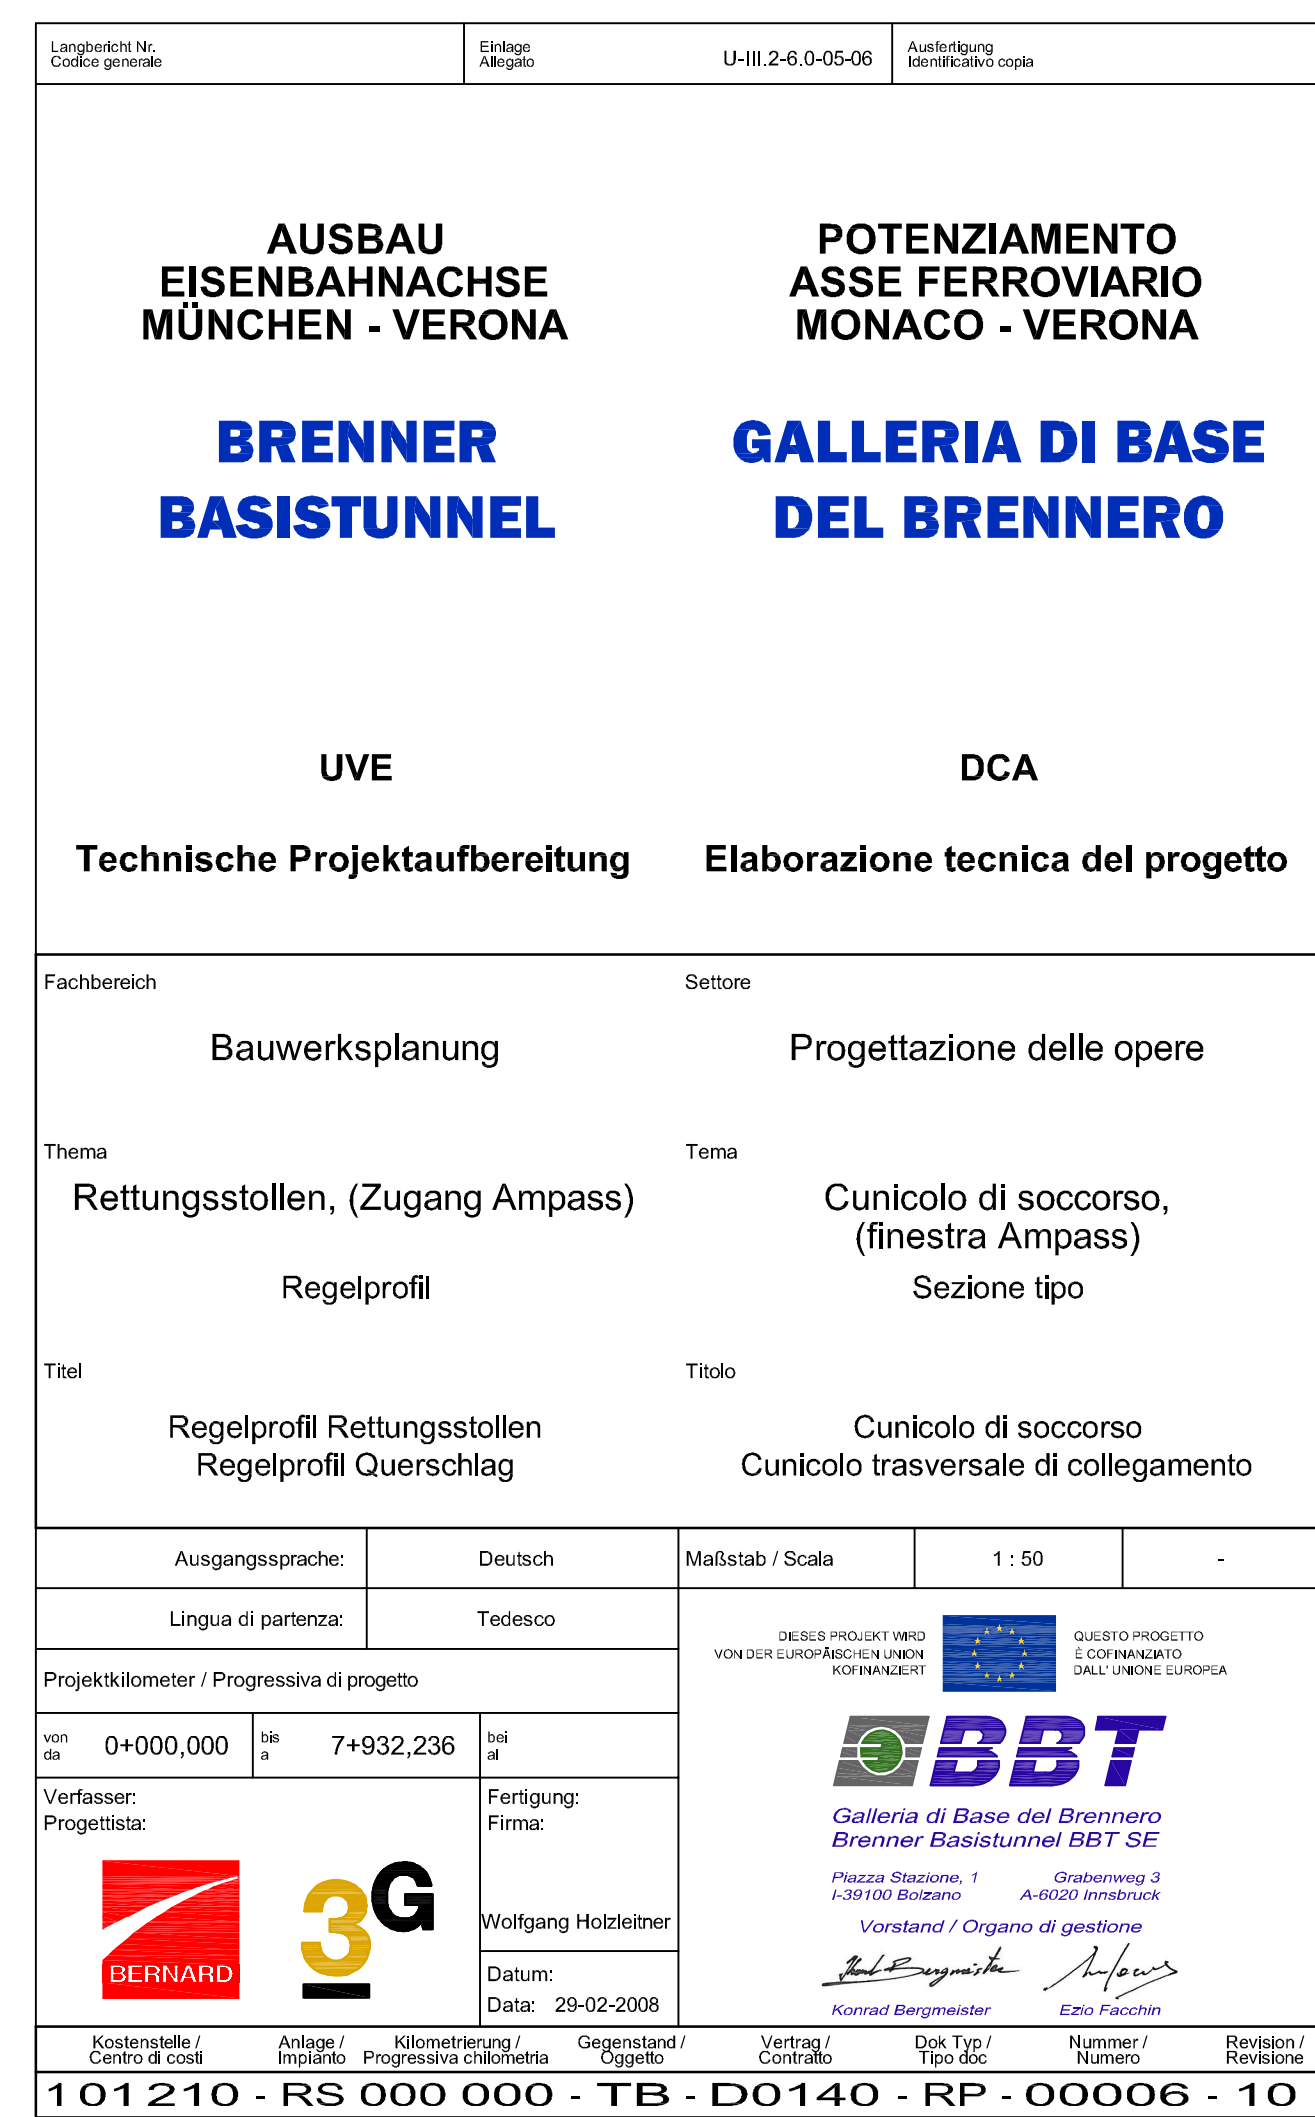 Langbericht Nr.
Codice generale
Einlage
Allegato
U-III.2-6.0-05-06
Ausfertigung
Identificativo copia
AUSBAU
EISENBAHNACHSE
MÜNCHEN - VERONA
POTENZIAMENTO
ASSE FERROVIARIO
MONACO - VERONA
BRENNER
BASISTUNNEL
GALLERIA DI BASE
DEL BRENNERO
UVE
DCA
Technische Projektaufbereitung
Elaborazione tecnica del progetto
Fachbereich
Settore
Bauwerksplanung
Progettazione delle opere
Thema
Tema
Rettungsstollen, (Zugang Ampass)
Cunicolo di soccorso,
(finestra Ampass)
Regelprofil
Sezione tipo
Titel
Titolo
Regelprofil Rettungsstollen
Regelprofil Querschlag
Cunicolo di soccorso
Cunicolo trasversale di collegamento
Ausgangssprache:
Deutsch
Maßstab / Scala
1 : 50
-
Lingua di partenza:
Tedesco
DIESES PROJEKT WIRD
VON DER EUROPÄISCHEN UNION
KOFINANZIERT
QUESTO PROGETTO
È COFINANZIATO
DALL' UNIONE EUROPEA
Projektkilometer / Progressiva di progetto
von
da
0+000,000
bis
a
7+932,236
bei
al
BBT
Galleria di Base del Brennero
Brenner Basistunnel BBT SE
Piazza Stazione, 1
I-39100 Bolzano
Grabenweg 3
A-6020 Innsbruck
Vorstand / Organo di gestione
Konrad Bergmeister
Ezio Facchin
Verfasser:
Progettista:
BERNARD
3G
Fertigung:
Firma:
Wolfgang Holzleitner
Datum:
Data: 29-02-2008
Kostenstelle /
Centro di costi
Anlage /
Impianto
Kilometrierung /
Progressiva chilometria
Gegenstand /
Oggetto
Vertrag /
Contratto
Dok Typ /
Tipo doc
Nummer /
Numero
Revision /
Revisione
101210 - RS 000 000 - TB - D0140 - RP - 00006 - 10